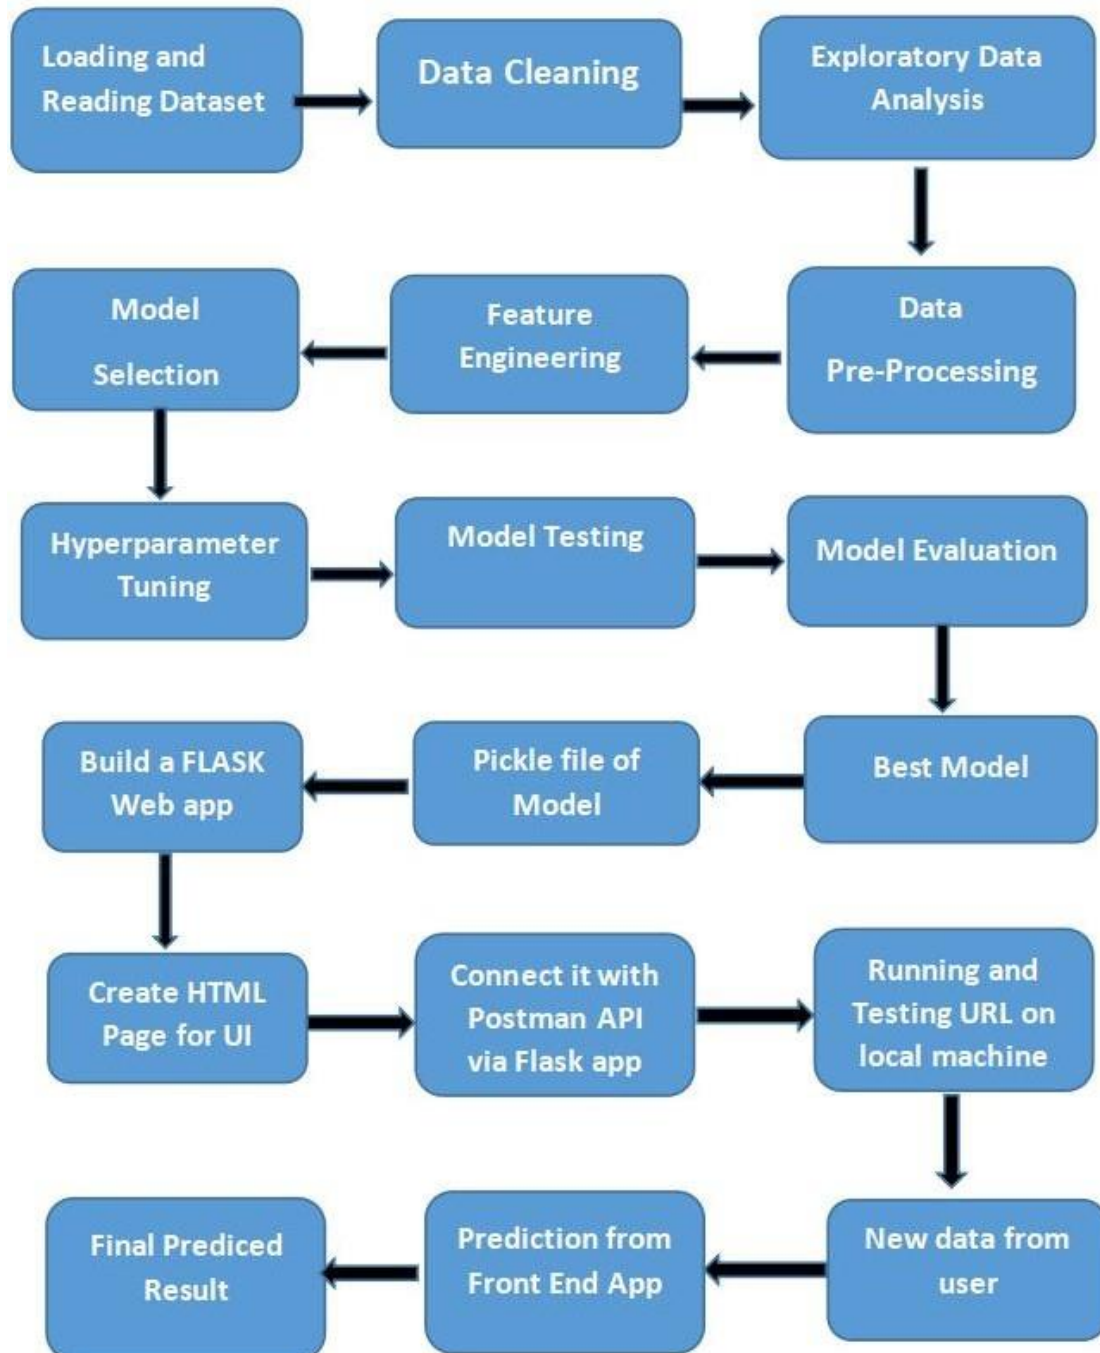 Loading and
Reading Dataset
Data Cleaning
Exploratory Data
Analysis
Data
Pre-Processing
Feature
Engineering
Model
Selection
Hyperparameter
Tuning
Model Testing
Model Evaluation
Best Model
Pickle file of
Model
Build a FLASK
Web app
Create HTML
Page for UI
Connect it with
Postman API
via Flask app
Running and
Testing URL on
local machine
New data from
user
Prediction from
Front End App
Final Prediced
Result